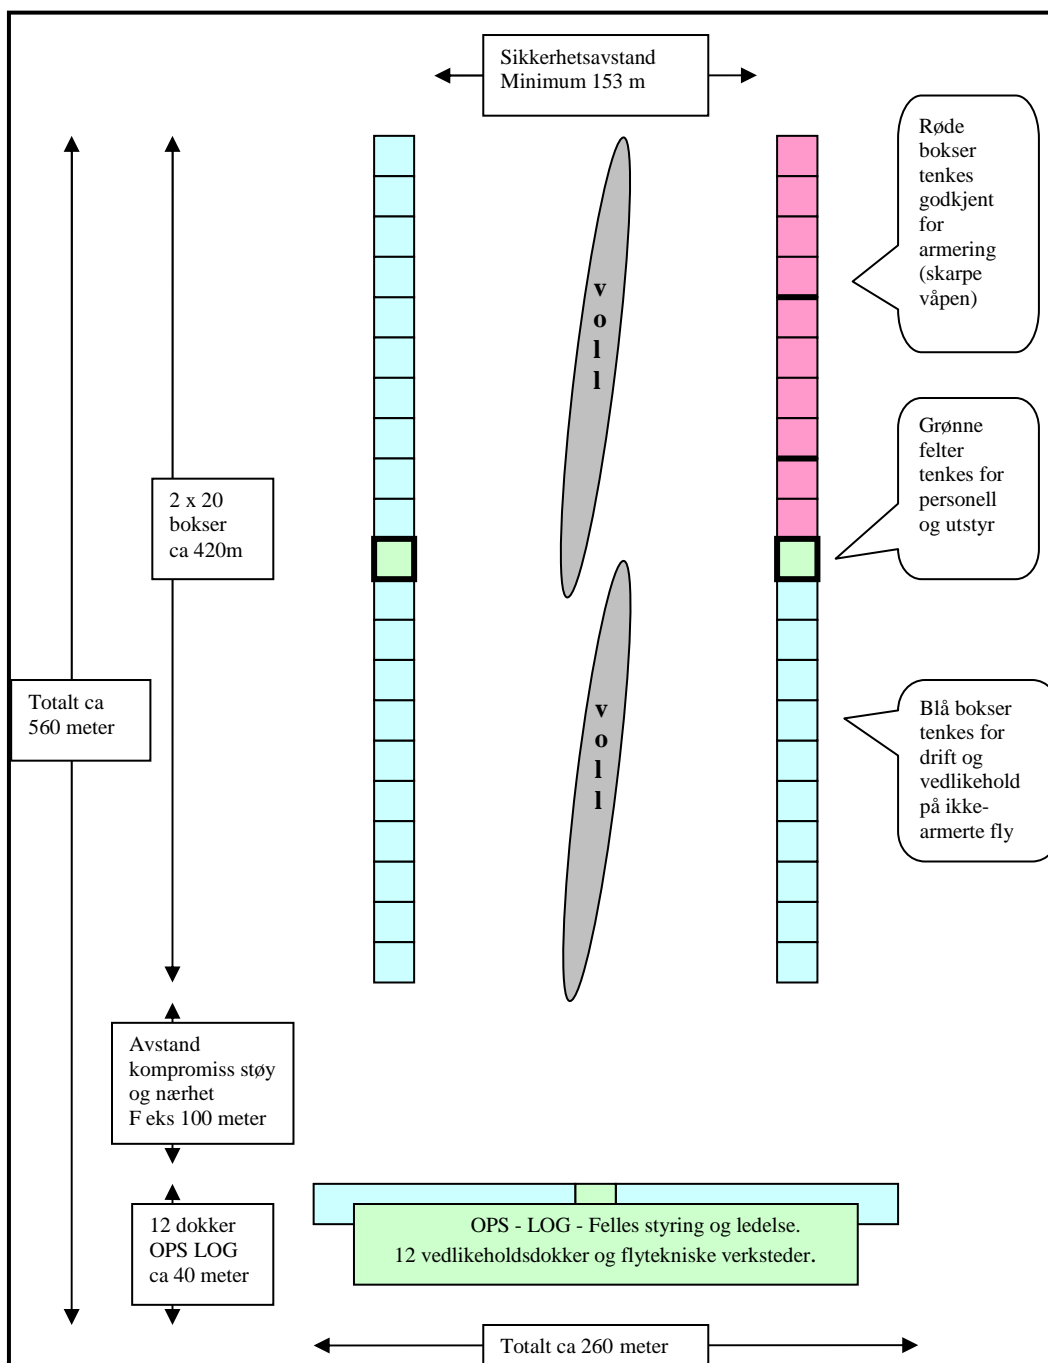 Sikkerhetsavstand
Minimum 153 m
Røde
bokser
tenkes
godkjent
for
armering
(skarpe
våpen)
v
o
l
l
Grønne
felter
tenkes for
personell
og utstyr
2 x 20
bokser
ca 420m
Totalt ca
560 meter
v
o
l
l
Blå bokser
tenkes for
drift og
vedlikehold
på ikke-
armerte fly
Avstand
kompromiss støy
og nærhet
F eks 100 meter
12 dokker
OPS LOG
ca 40 meter
OPS - LOG - Felles styring og ledelse.
12 vedlikeholdsdokker og flytekniske verksteder.
Totalt ca 260 meter